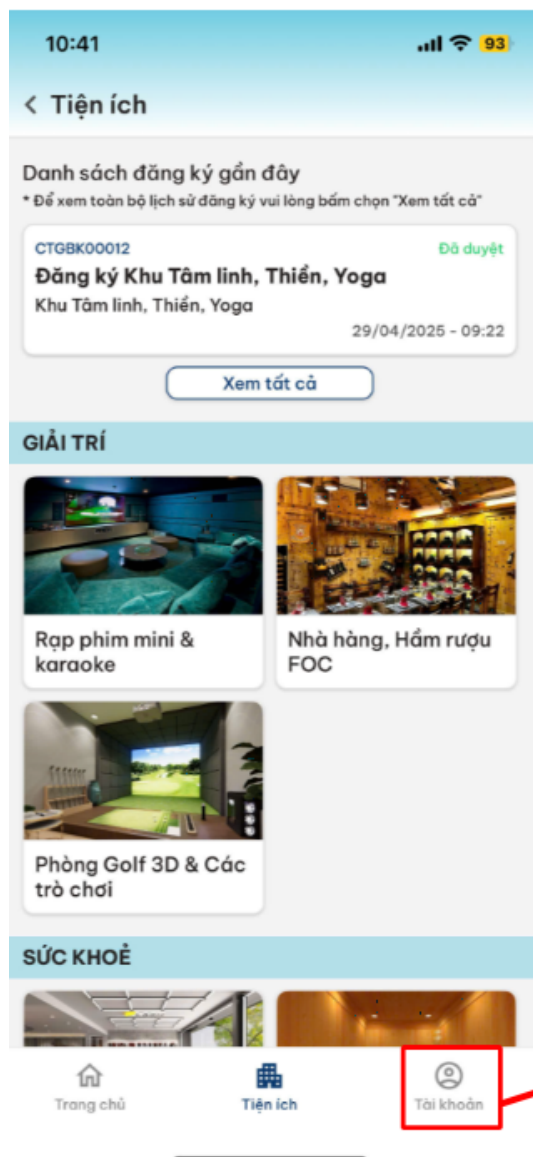 10:41
93
Tiện ích
Danh sách đăng ký gần đây
* Để xem toàn bộ lịch sử đăng ký vui lòng bấm chọn "Xem tất cả"
CTGBK00012
Đã duyệt
Đăng ký Khu Tâm linh, Thiền, Yoga
Khu Tâm linh, Thiền, Yoga
29/04/2025 - 09:22
Xem tất cả
GIẢI TRÍ
Rạp phim mini &
karaoke
Nhà hàng, Hầm rượu
FOC
Phòng Golf 3D & Các
trò chơi
SỨC KHOẺ
Trang chủ
Tiện ích
Tài khoản